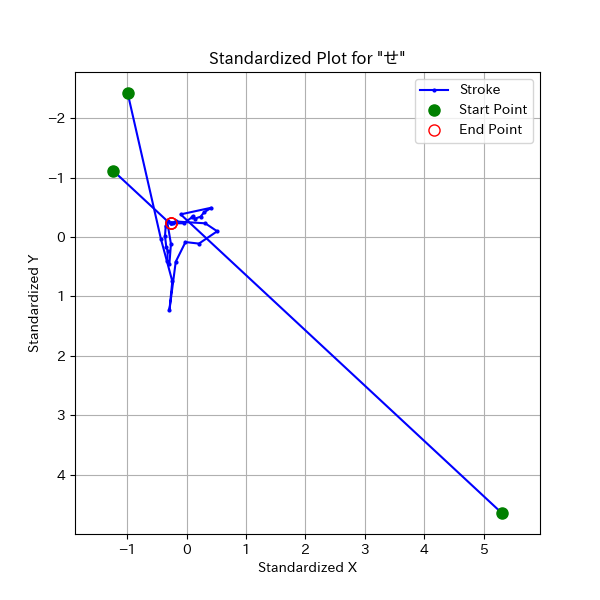 Standardized Plot for "せ"
Stroke
Start Point
End Point
−2
−1
0
1
2
3
4
−1
0
1
2
3
4
5
Standardized Y
Standardized X